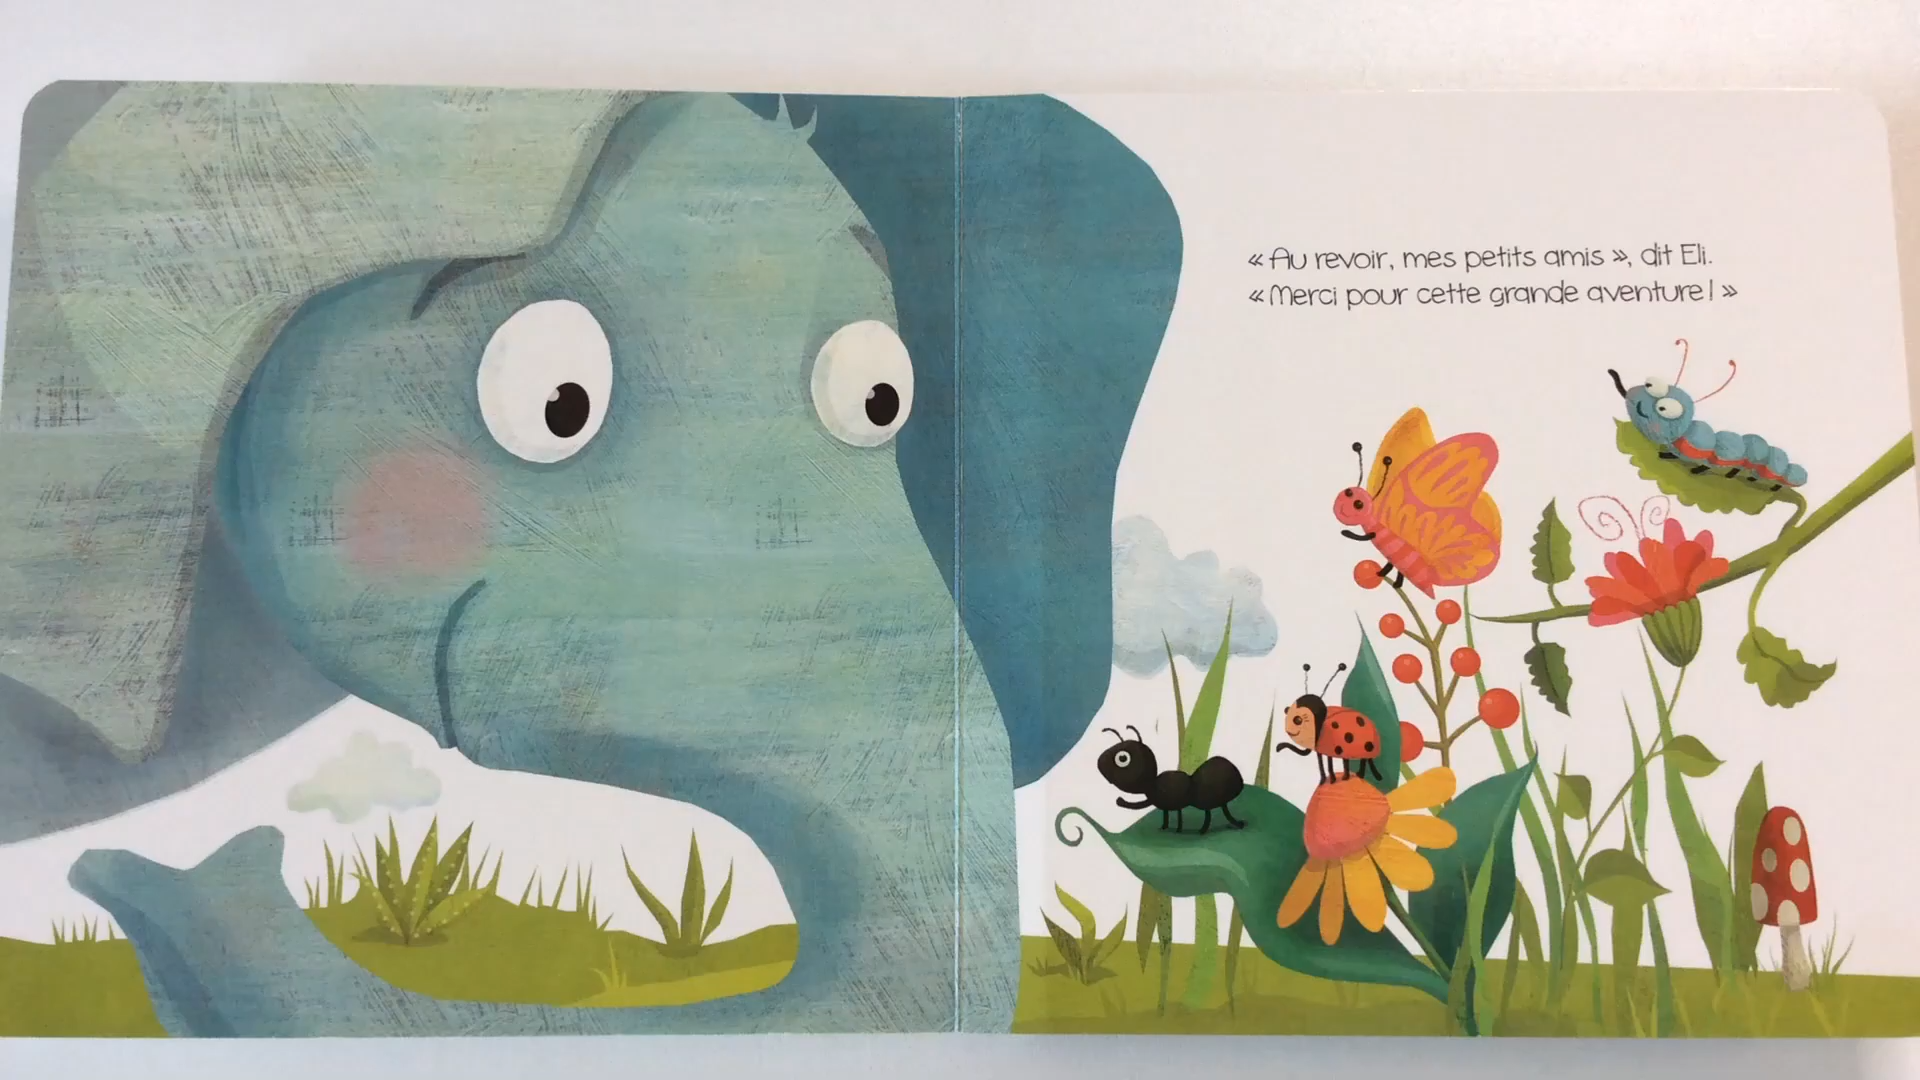 « Au revoir, mes petits amis », dit Eli.
« Merci pour cette grande aventure! »